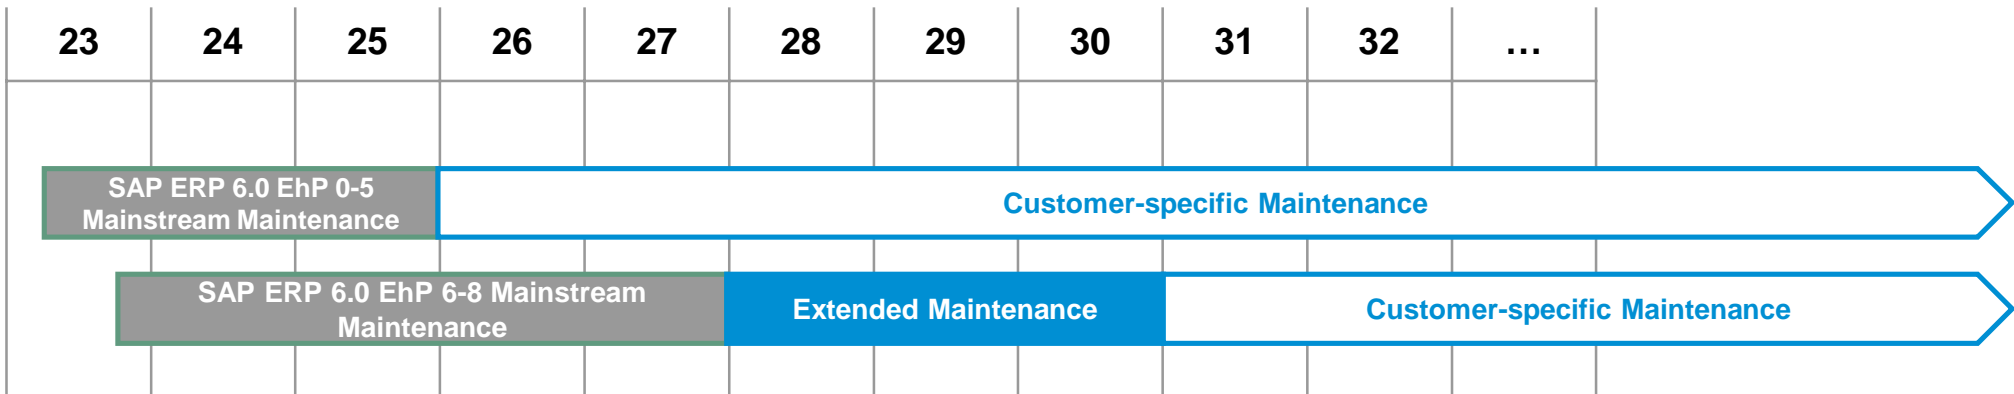 23 24 25 26 27 28 29 30 31 32 ...
SAP ERP 6.0 EhP 0-5
Mainstream Maintenance
Customer-specific Maintenance
SAP ERP 6.0 EhP 6-8 Mainstream
Maintenance
Extended Maintenance
Customer-specific Maintenance